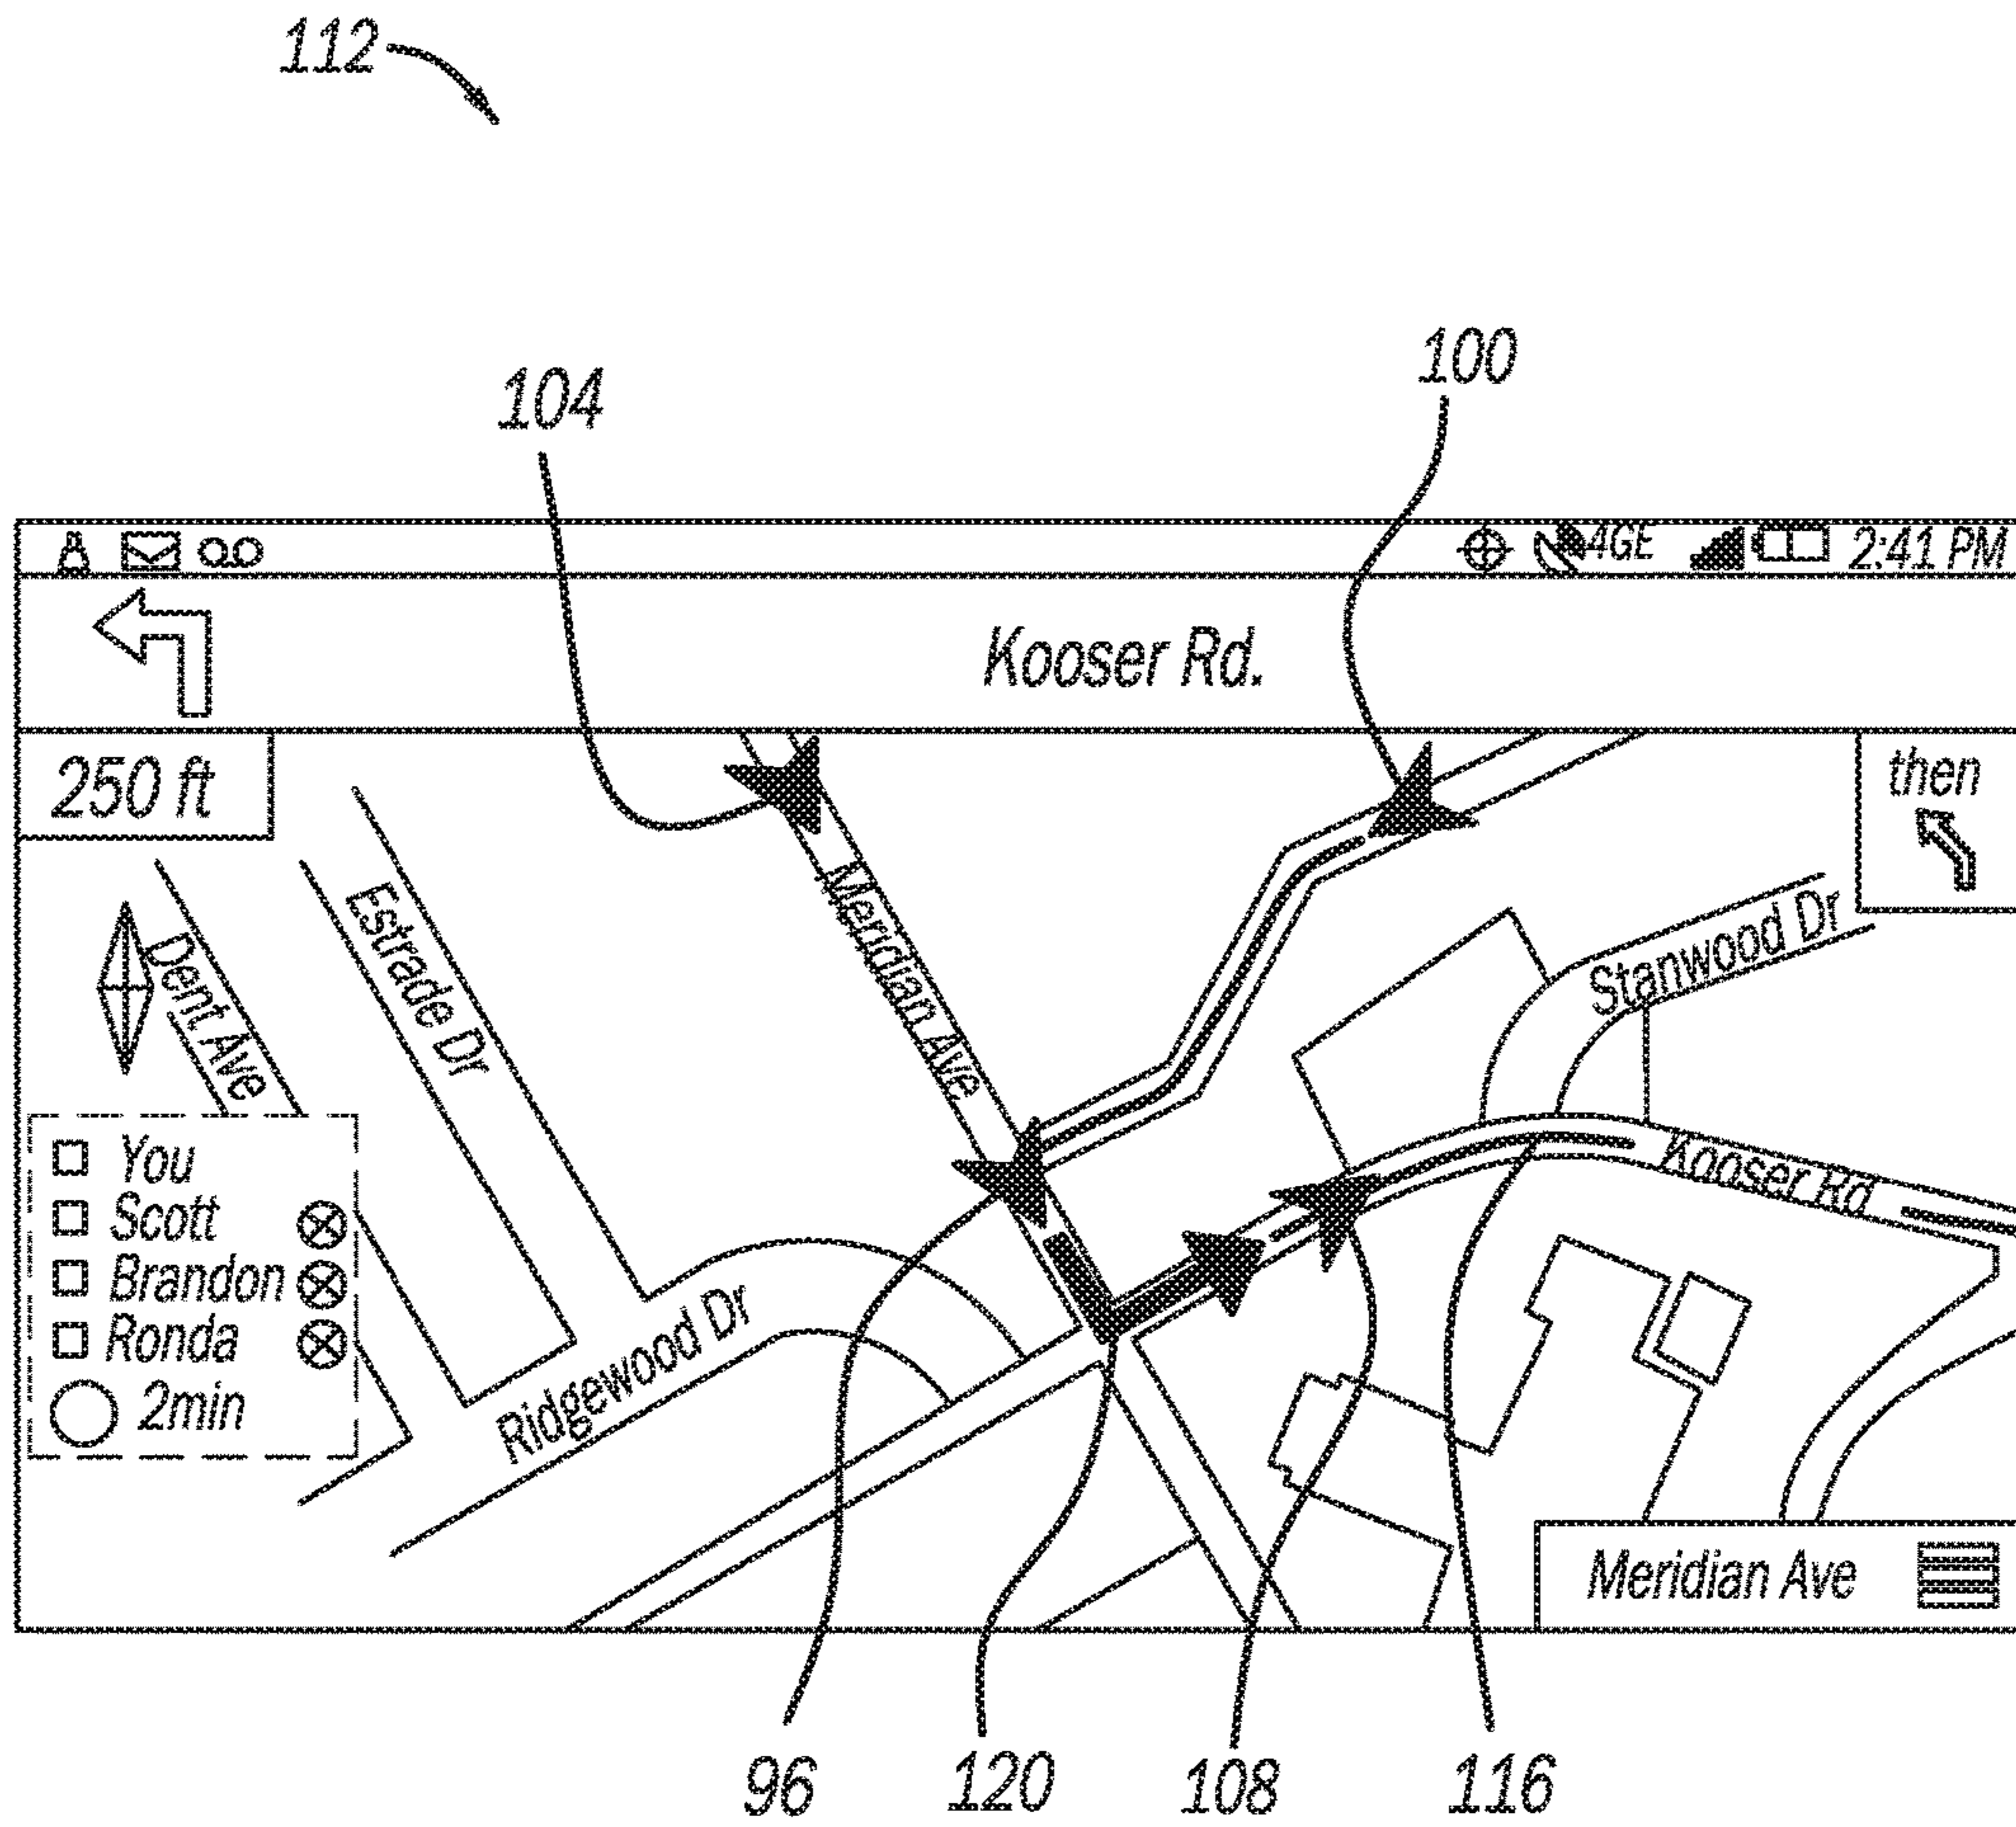 112
104
100
4GE 2:41 PM
Kooser Rd.
250 ft
then
Meridian Ave
Estrade Dr
Dent Ave
Stanwood Dr
Kooser Rd
You
Scott
Brandon
Ronda
2min
Ridgewood Dr
Meridian Ave
96 120 108 116